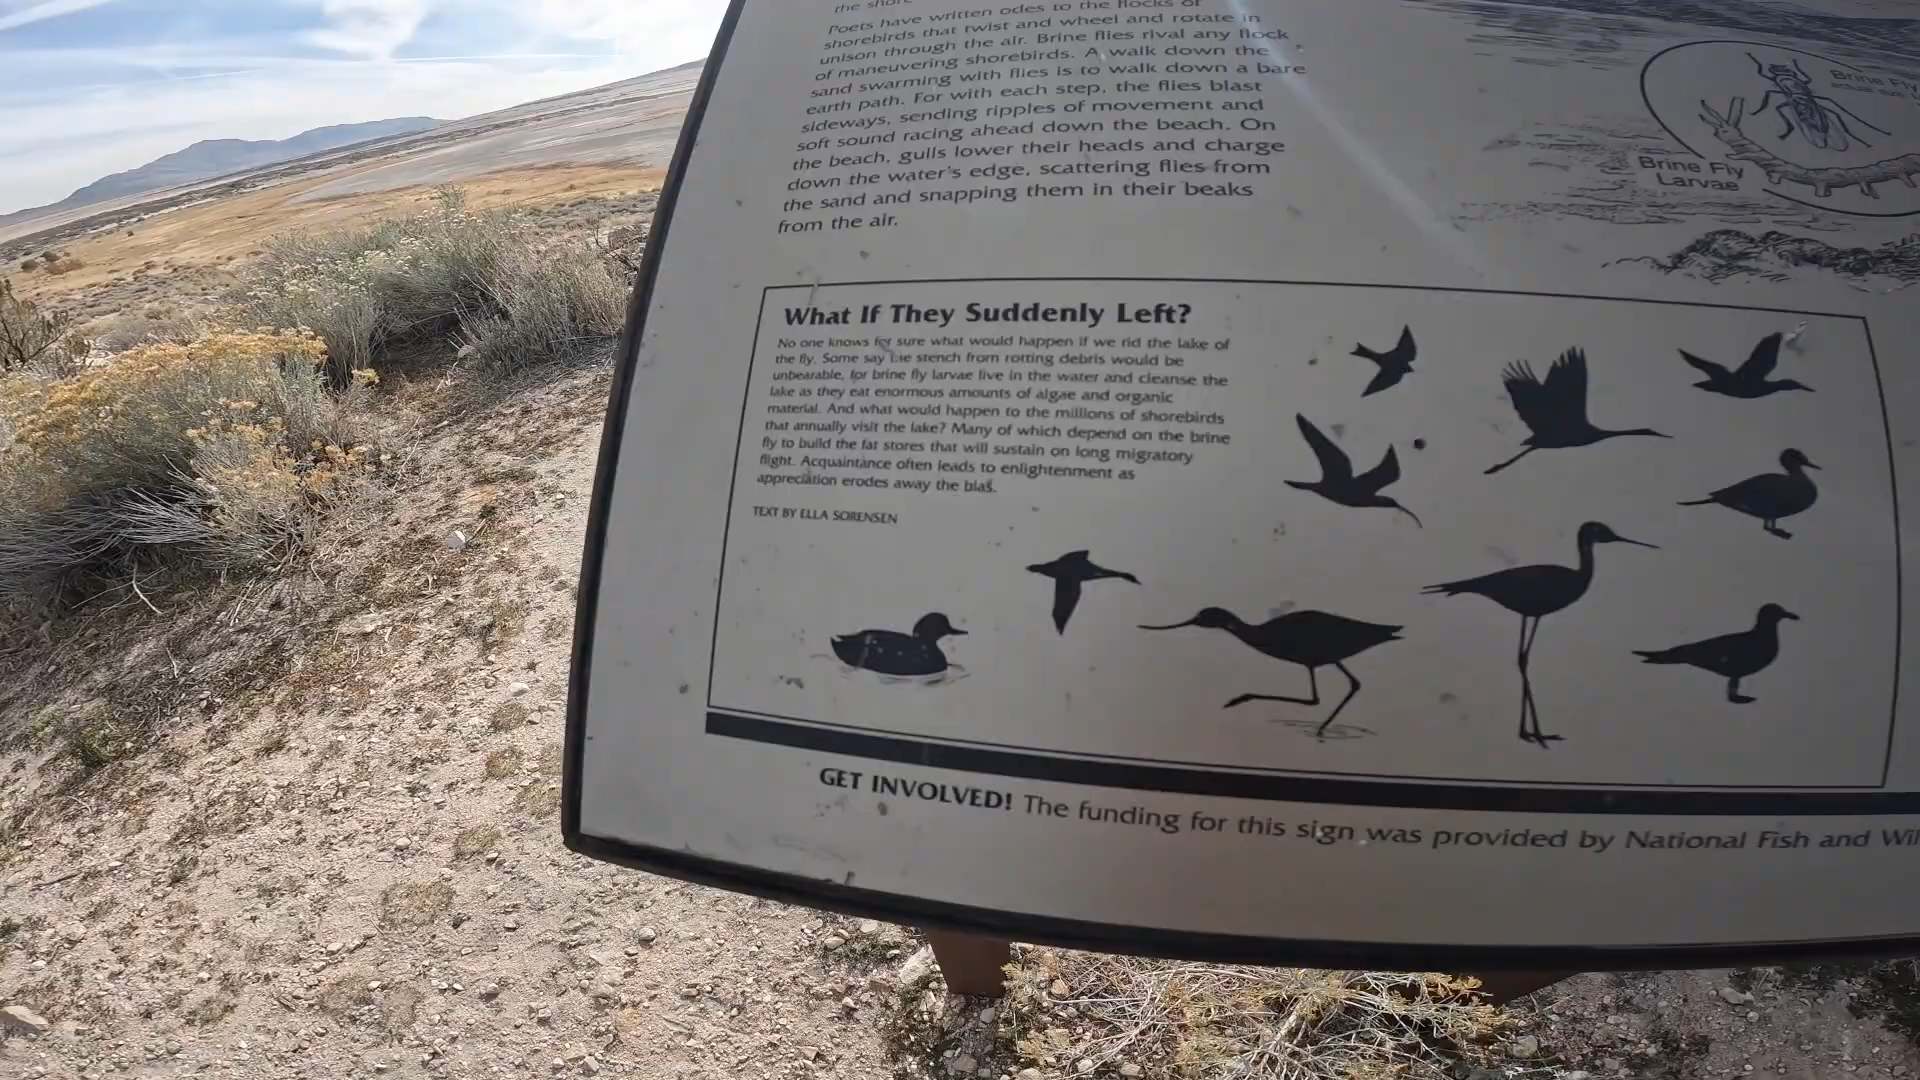 the shore
Poets have written odes to the flocks of
shorebirds that twist and wheel and rotate in
unison through the air. Brine flies rival any flock
of maneuvering shorebirds. A walk down the
sand swarming with flies is to walk down a bare
earth path. For with each step, the flies blast
sideways, sending ripples of movement and
soft sound racing ahead down the beach. On
the beach, gulls lower their heads and charge
down the water's edge, scattering flies from
the sand and snapping them in their beaks
from the air.
Brine Fly
Brine Fly
Larvae
What If They Suddenly Left?
No one knows for sure what would happen if we rid the lake of
the fly. Some say the stench from rotting debris would be
unbearable, for brine fly larvae live in the water and cleanse the
lake as they eat enormous amounts of algae and organic
material. And what would happen to the millions of shorebirds
that annually visit the lake? Many of which depend on the brine
fly to build the fat stores that will sustain on long migratory
flight. Acquaintance often leads to enlightenment as
appreciation erodes away the bias.
TEXT BY ELLA SORENSEN
GET INVOLVED! The funding for this sign was provided by National Fish and Wil